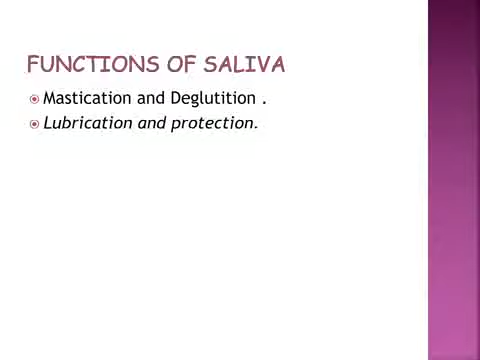 FUNCTIONS OF SALIVA
Mastication and Deglutition .
Lubrication and protection.